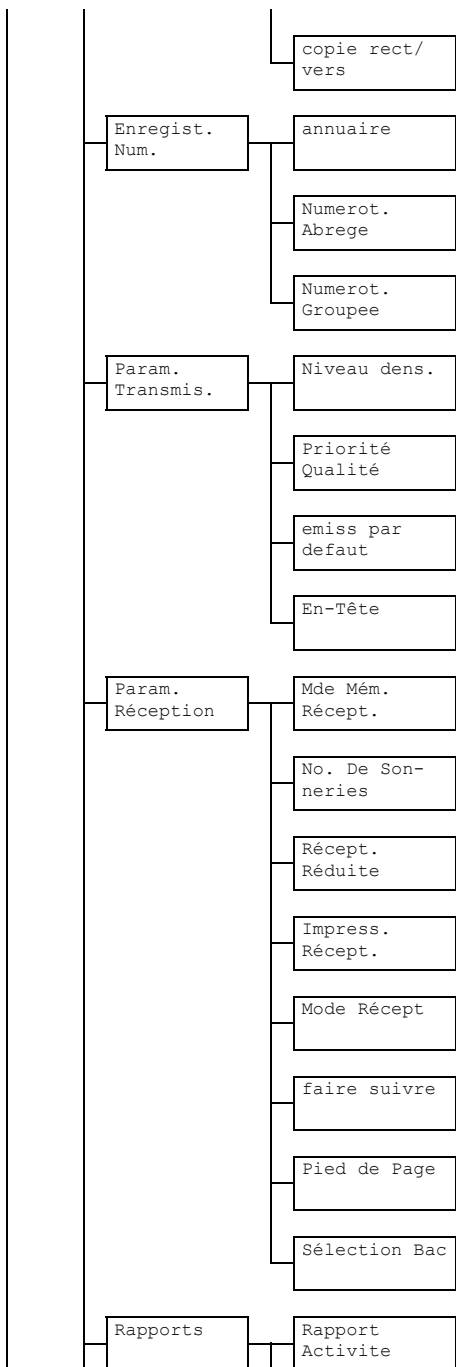 copie rect/
vers
Enregist.
Num.
annuaire
Numerot.
Abrege
Numerot.
Groupee
Param.
Transmis.
Niveau dens.
Priorité
Qualité
emiss par
defaut
En-Tête
Param.
Réception
Mde Mém.
Récept.
No. De Son-
neries
Récept.
Réduite
Impress.
Récept.
Mode Récept
faire suivre
Pied de Page
Sélection Bac
Rapports
Rapport
Activite